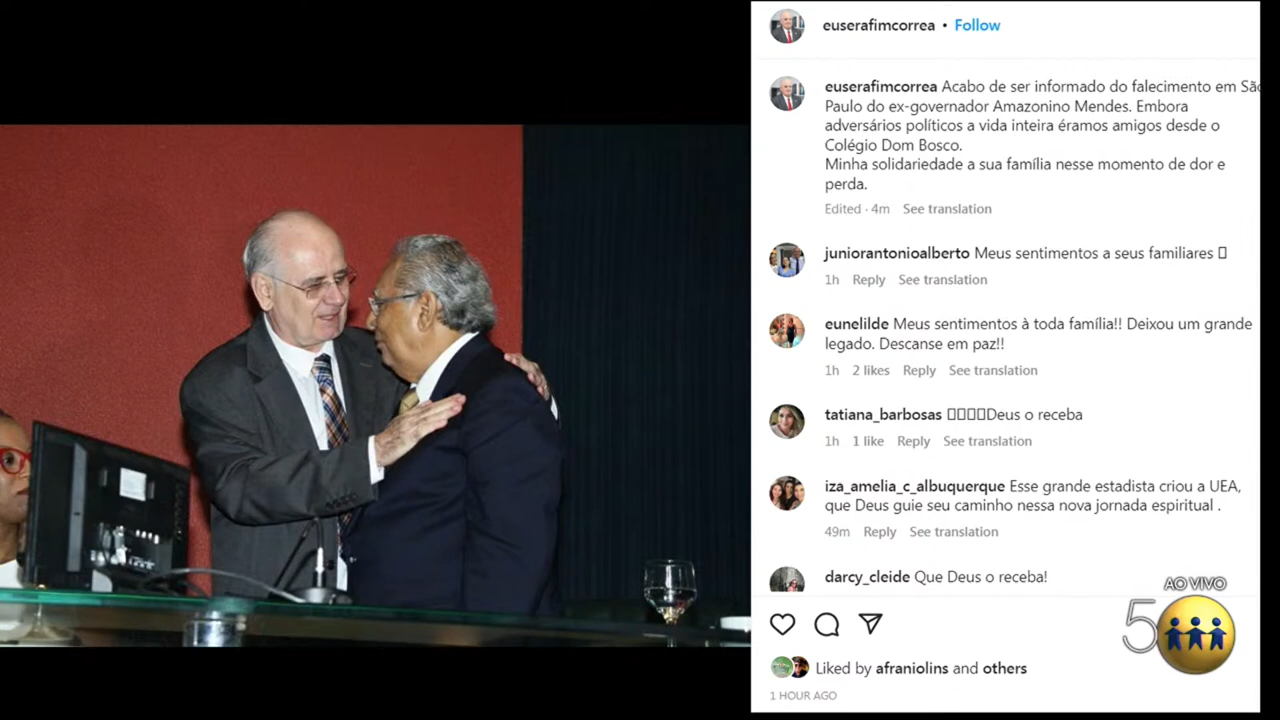 euserafimcorrea • Follow
euserafimcorrea Acabo de ser informado do falecimento em São
Paulo do ex-governador Amazonino Mendes. Embora
adversários políticos a vida inteira éramos amigos desde o
Colégio Dom Bosco.
Minha solidariedade a sua família nesse momento de dor e
perda.
Edited · 4m See translation
juniorantonioalberto Meus sentimentos a seus familiares
1h Reply See translation
eunelilde Meus sentimentos à toda família!! Deixou um grande
legado. Descanse em paz!!
1h 2 likes Reply See translation
tatiana_barbosas Deus o receba
1h 1 like Reply See translation
iza_amelia_c_albuquerque Esse grande estadista criou a UEA,
que Deus guie seu caminho nessa nova jornada espiritual .
49m Reply See translation
darcy_cleide Que Deus o receba!
AO VIVO
5
Liked by afraniolins and others
1 HOUR AGO